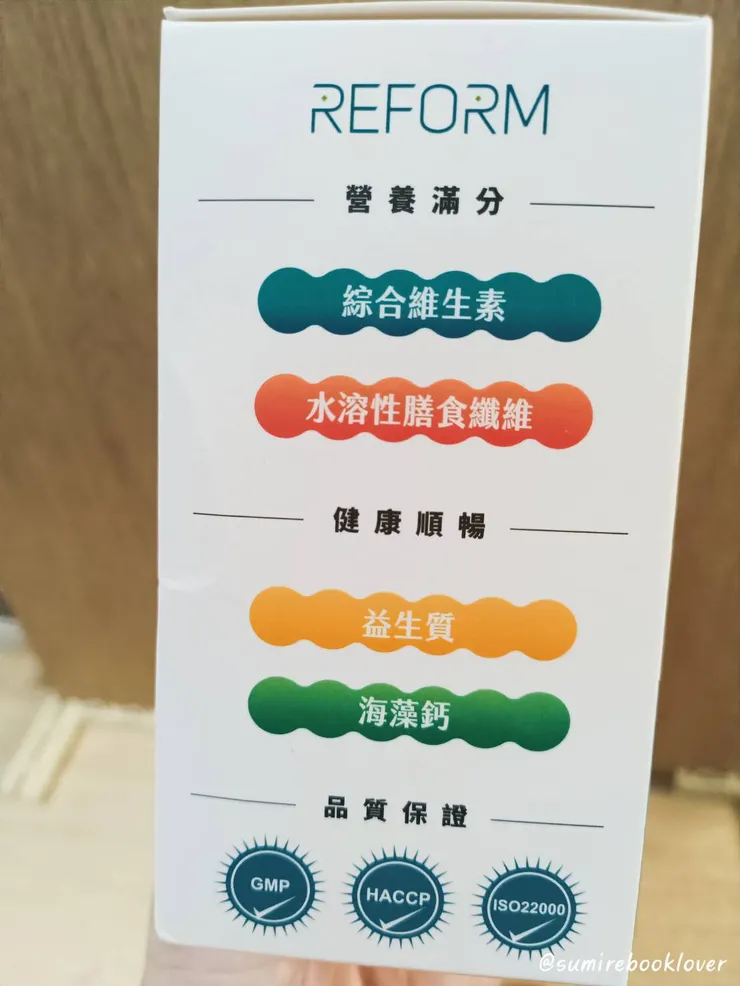 REFORM
營養滿分
綜合維生素
水溶性膳食纖維
健康順暢
益生質
海藻鈣
品質保證
GMP
HACCP
ISO22000
@sumirebooklover